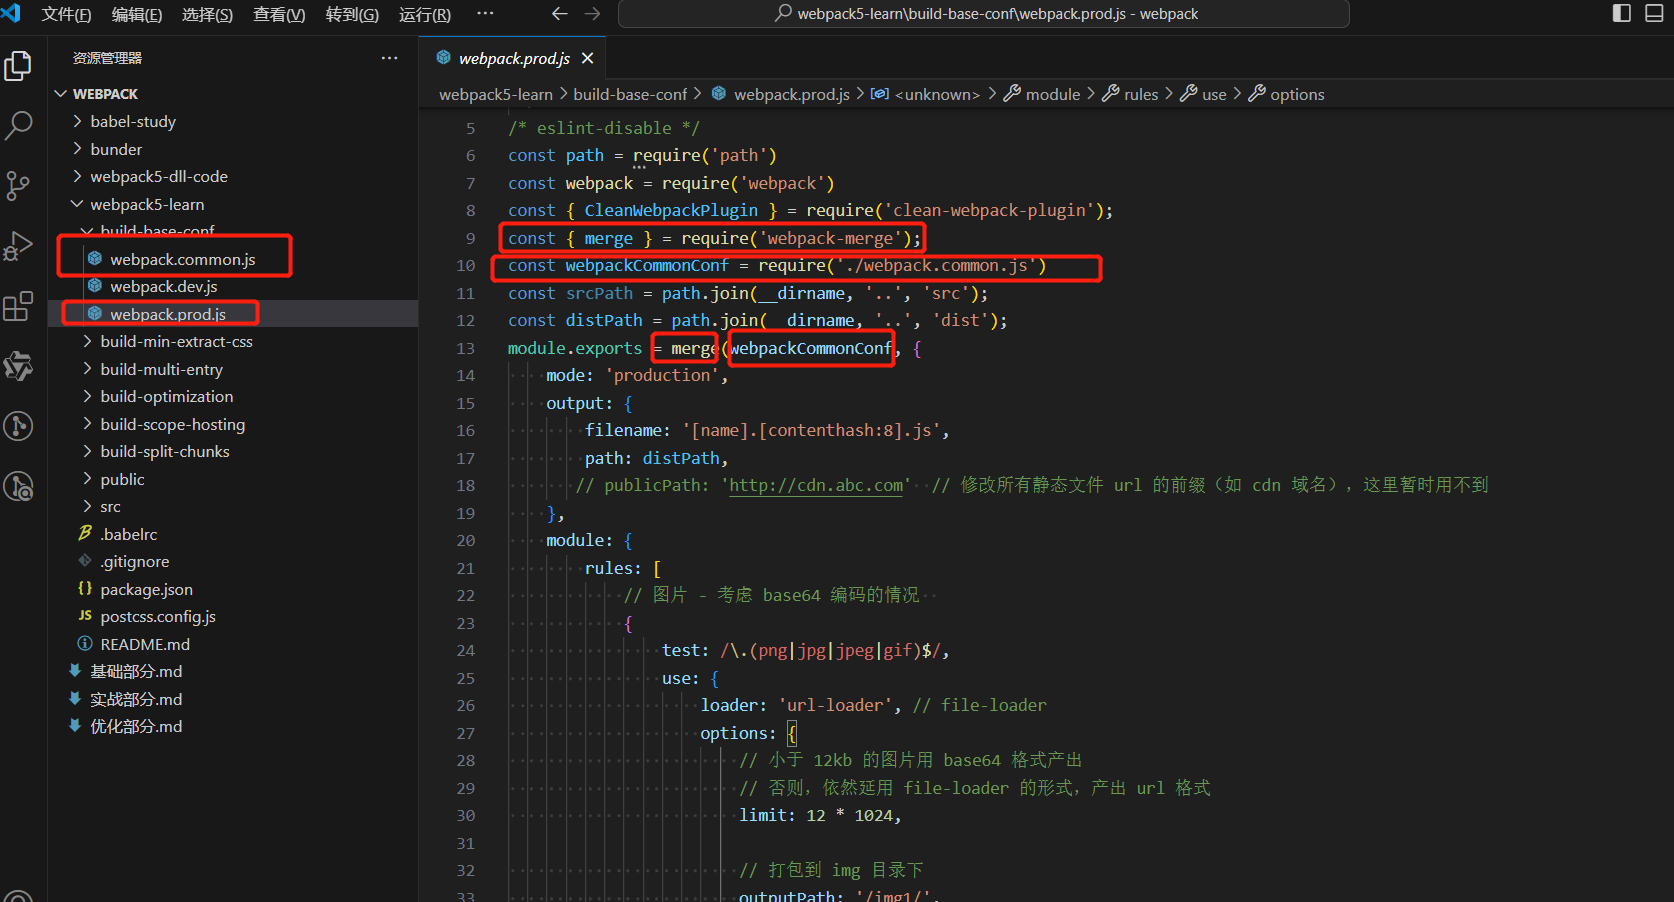 文件(F) 编辑(E) 选择(S) 查看(V) 转到(G) 运行(R) ··· webpack5-learn\build-base-conf\webpack.prod.js - webpack
资源管理器 ···
WEBPACK
babel-study
bunder
webpack5-dll-code
webpack5-learn
build-base-conf
webpack.common.js
webpack.dev.js
webpack.prod.js
build-min-extract-css
build-multi-entry
build-optimization
build-scope-hosting
build-split-chunks
public
src
.babelrc
.gitignore
package.json
JS postcss.config.js
README.md
基础部分.md
实战部分.md
优化部分.md
webpack.prod.js
webpack5-learn > build-base-conf > webpack.prod.js > <unknown> > module > rules > use > options
5 /* eslint-disable */
6 const path = require('path')
7 const webpack = require('webpack')
8 const { CleanWebpackPlugin } = require('clean-webpack-plugin');
9 const { merge } = require('webpack-merge');
10 const webpackCommonConf = require('./webpack.common.js')
11 const srcPath = path.join(__dirname, '..', 'src');
12 const distPath = path.join(__dirname, '..', 'dist');
13 module.exports = merge(webpackCommonConf, {
14 mode: 'production',
15 output: {
16 filename: '[name].[contenthash:8].js',
17 path: distPath,
18 // publicPath: 'http://cdn.abc.com' // 修改所有静态文件 url 的前缀（如 cdn 域名），这里暂时用不到
19 },
20 module: {
21 rules: [
22 // 图片 - 考虑 base64 编码的情况
23 {
24 test: /\.(png|jpg|jpeg|gif)$/,
25 use: {
26 loader: 'url-loader', // file-loader
27 options: {
28 // 小于 12kb 的图片用 base64 格式产出
29 // 否则，依然延用 file-loader 的形式，产出 url 格式
30 limit: 12 * 1024,
31
32 // 打包到 img 目录下
33 outputPath: '/img1/',